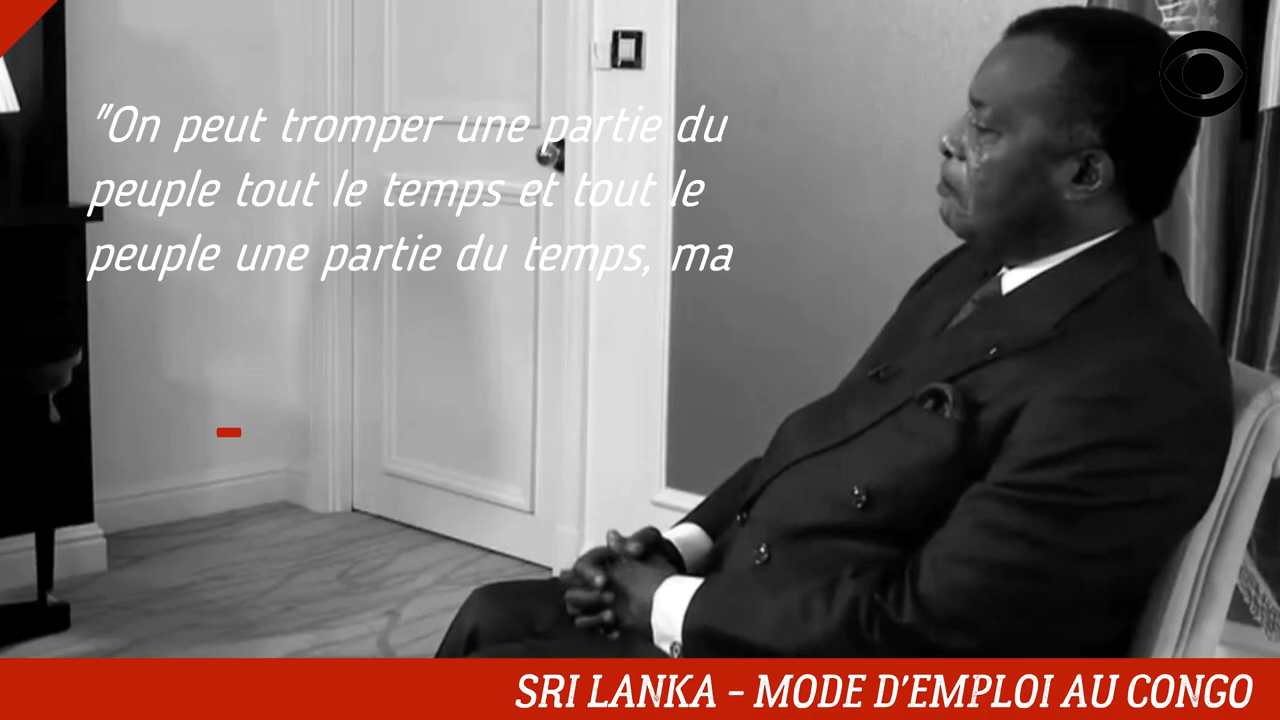 "On peut tromper une partie du
peuple tout le temps et tout le
peuple une partie du temps, ma
SRI LANKA - MODE D'EMPLOI AU CONGO